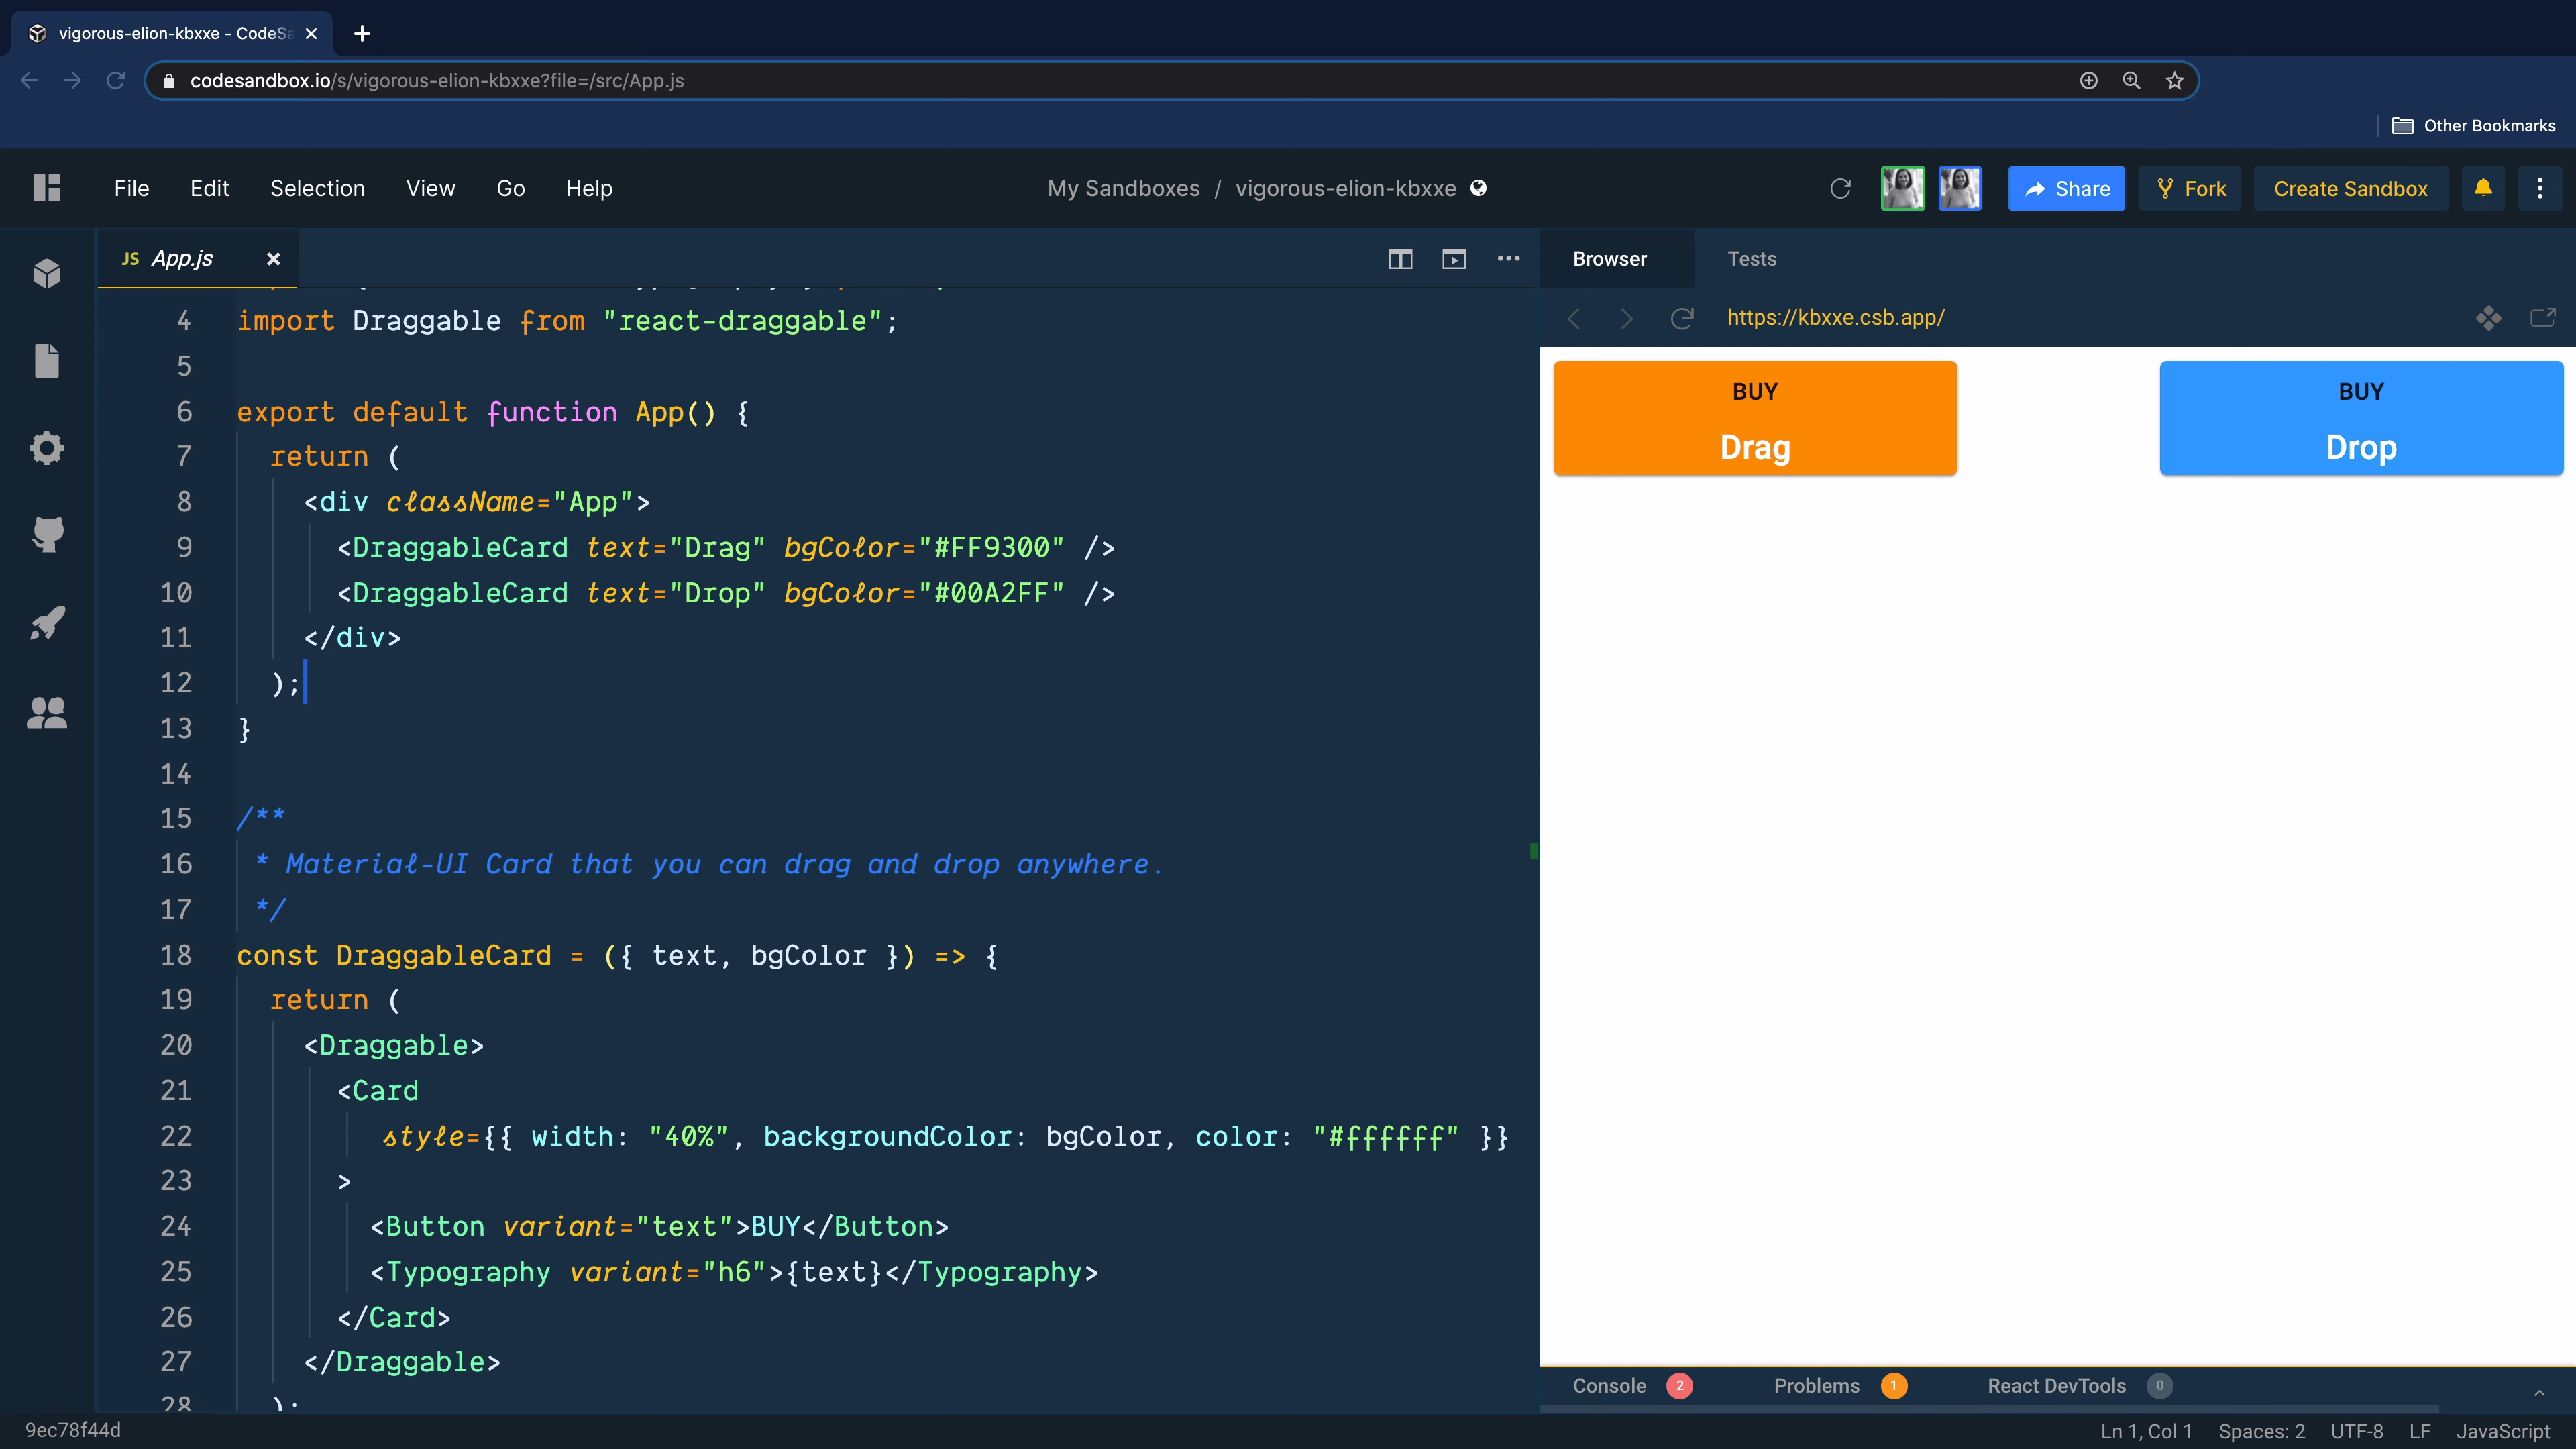 vigorous-elion-kbxxe - CodeSa
codesandbox.io/s/vigorous-elion-kbxxe?file=/src/App.js
Other Bookmarks
File Edit Selection View Go Help
My Sandboxes / vigorous-elion-kbxxe
Share Fork Create Sandbox
JS App.js
Browser Tests
https://kbxxe.csb.app/
4 import Draggable from "react-draggable";
5
6 export default function App() {
7 return (
8 <div className="App">
9 <DraggableCard text="Drag" bgColor="#FF9300" />
10 <DraggableCard text="Drop" bgColor="#00A2FF" />
11 </div>
12 );
13 }
14
15 /**
16 * Material-UI Card that you can drag and drop anywhere.
17 */
18 const DraggableCard = ({ text, bgColor }) => {
19 return (
20 <Draggable>
21 <Card
22 style={{ width: "40%", backgroundColor: bgColor, color: "#ffffff" }}
23 >
24 <Button variant="text">BUY</Button>
25 <Typography variant="h6">{text}</Typography>
26 </Card>
27 </Draggable>
28 );
BUY
Drag
BUY
Drop
Console 2 Problems 1 React DevTools 0
9ec78f44d
Ln 1, Col 1 Spaces: 2 UTF-8 LF JavaScript